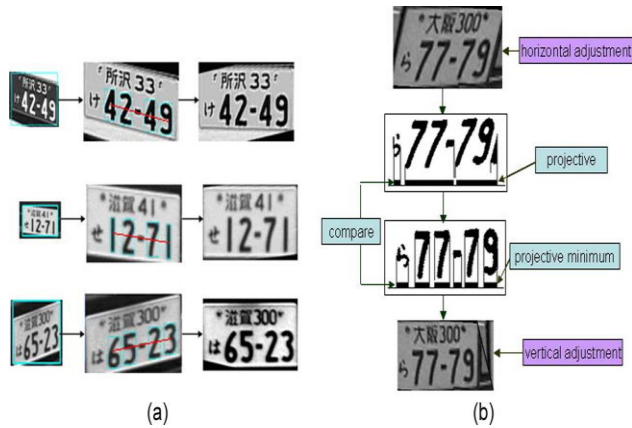 所沢 33
け 42-49
所沢 33
け 42-49
所沢 33
け 42-49
滋賀 41
せ 12-71
滋賀 41
せ 12-71
滋賀 41
せ 12-71
滋賀 300
は 65-23
滋賀 300
は 65-23
滋賀 300
は 65-23
(a)
大阪 300
ら 77-79
horizontal adjustment
ら 77-79
projective
compare
ら 77-79
projective minimum
大阪 300
ら 77-79
vertical adjustment
(b)